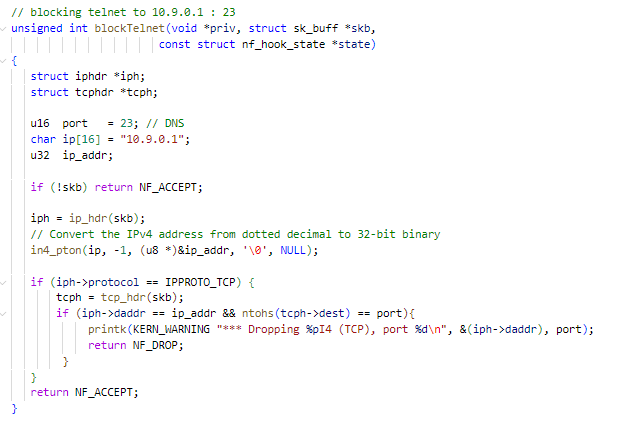 // blocking telnet to 10.9.0.1 : 23
unsigned int blockTelnet(void *priv, struct sk_buff *skb,
                       const struct nf_hook_state *state)
{
   struct iphdr *iph;
   struct tcphdr *tcph;

   u16  port   = 23; // DNS
   char ip[16] = "10.9.0.1";
   u32  ip_addr;

   if (!skb) return NF_ACCEPT;

   iph = ip_hdr(skb);
   // Convert the IPv4 address from dotted decimal to 32-bit binary
   in4_pton(ip, -1, (u8 *)&ip_addr, '\0', NULL);

   if (iph->protocol == IPPROTO_TCP) {
       tcph = tcp_hdr(skb);
       if (iph->daddr == ip_addr && ntohs(tcph->dest) == port){
            printk(KERN_WARNING "*** Dropping %pI4 (TCP), port %d\n", &(iph->daddr), port);
            return NF_DROP;
        }
   }
   return NF_ACCEPT;
}